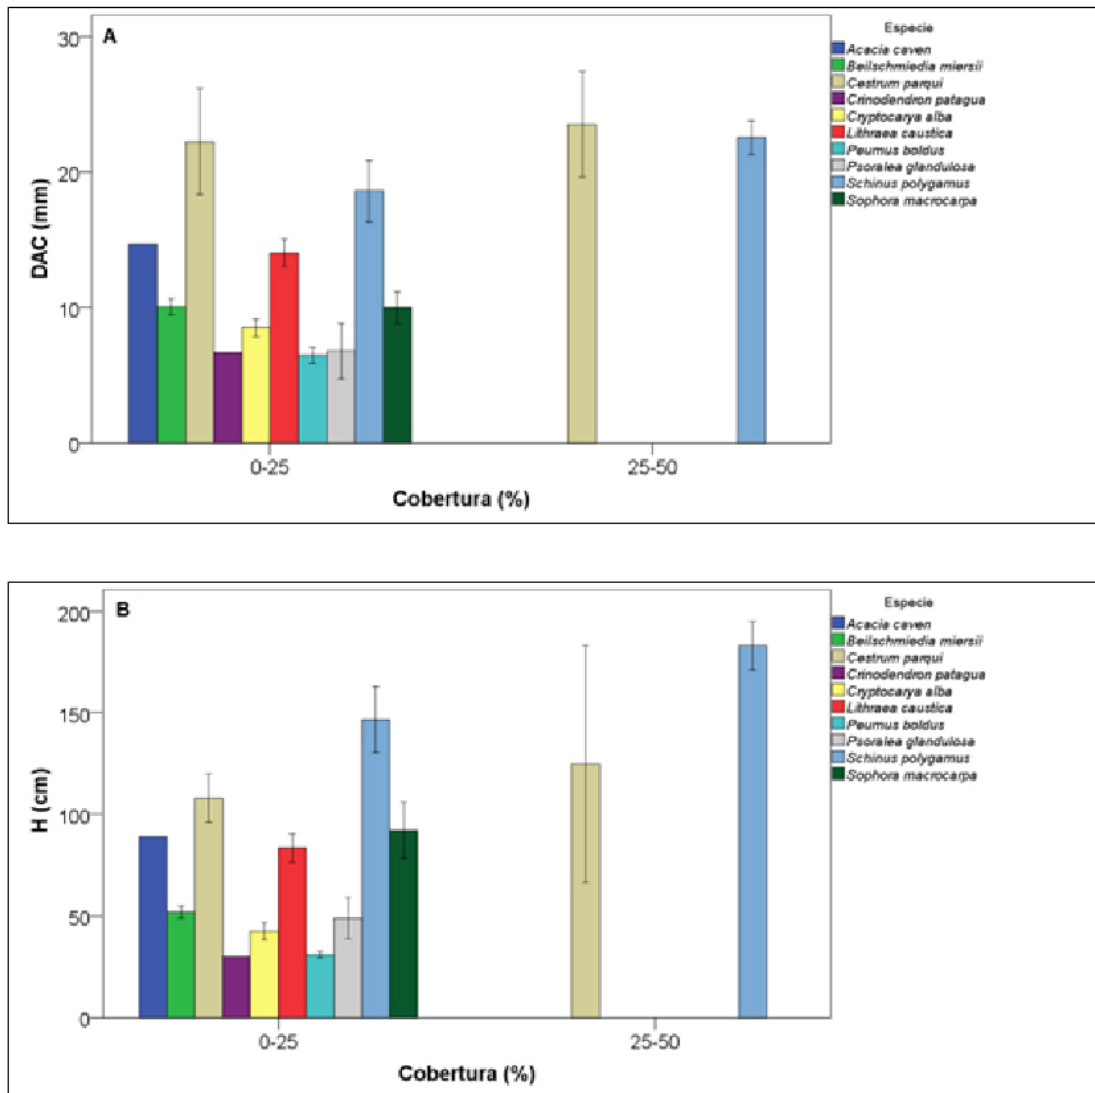 A
30
20
10
0
DAC (mm)
0-25
25-50
Cobertura (%)
Especie
Acacia caven
Beilschmiedia miersii
Cestrum parqui
Crinodendron patagua
Cryptocarya alba
Lithraea caustica
Peumus boldus
Psoralea glandulosa
Schinus polygamus
Sophora macrocarpa
B
200
150
100
50
0
H (cm)
0-25
25-50
Cobertura (%)
Especie
Acacia caven
Beilschmiedia miersii
Cestrum parqui
Crinodendron patagua
Cryptocarya alba
Lithraea caustica
Peumus boldus
Psoralea glandulosa
Schinus polygamus
Sophora macrocarpa